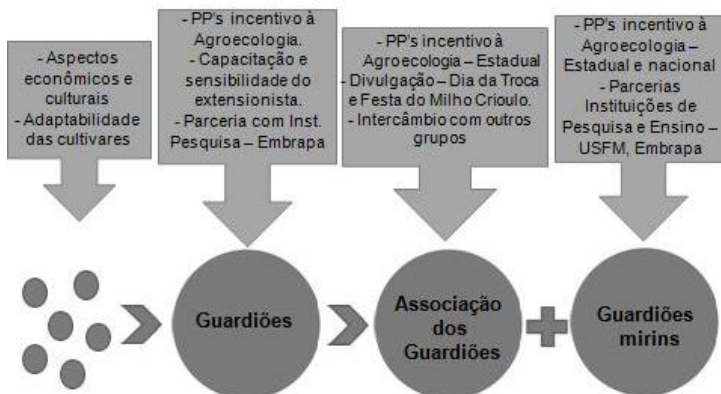 - Aspectos
econômicos e
culturais
- Adaptabilidade
das cultivares
- PP's incentivo à
Agroecologia.
- Capacitação e
sensibilidade do
extensionista.
- Parceria com Inst.
Pesquisa – Embrapa
- PP's incentivo à
Agroecologia – Estadual
- Divulgação – Dia da Troca
e Festa do Milho Crioulo.
- Intercâmbio com outros
grupos
- PP's incentivo à
Agroecologia –
Estadual e nacional
- Parcerias
Instituições de
Pesquisa e Ensino –
USFM, Embrapa
Guardiões
Associação
dos
Guardiões
Guardiões
mirins